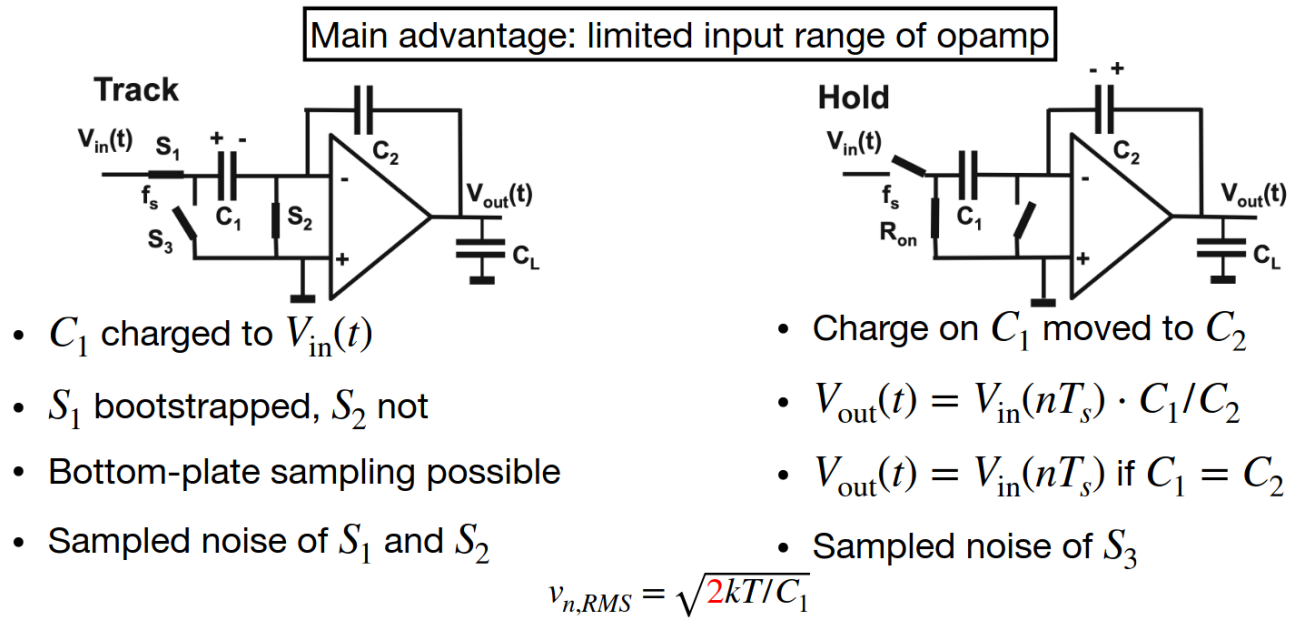 Main advantage: limited input range of opamp
Track
Vin(t) S1 + -
C2
fs
C1
S2
S3
-
+
Vout(t)
CL
Hold
- +
Vin(t)
C2
fs
C1
Ron
-
+
Vout(t)
CL
• C1 charged to Vin(t)
• S1 bootstrapped, S2 not
• Bottom-plate sampling possible
• Sampled noise of S1 and S2
• Charge on C1 moved to C2
• Vout(t) = Vin(nTs) · C1/C2
• Vout(t) = Vin(nTs) if C1 = C2
• Sampled noise of S3
vn,RMS = √2kT/C1